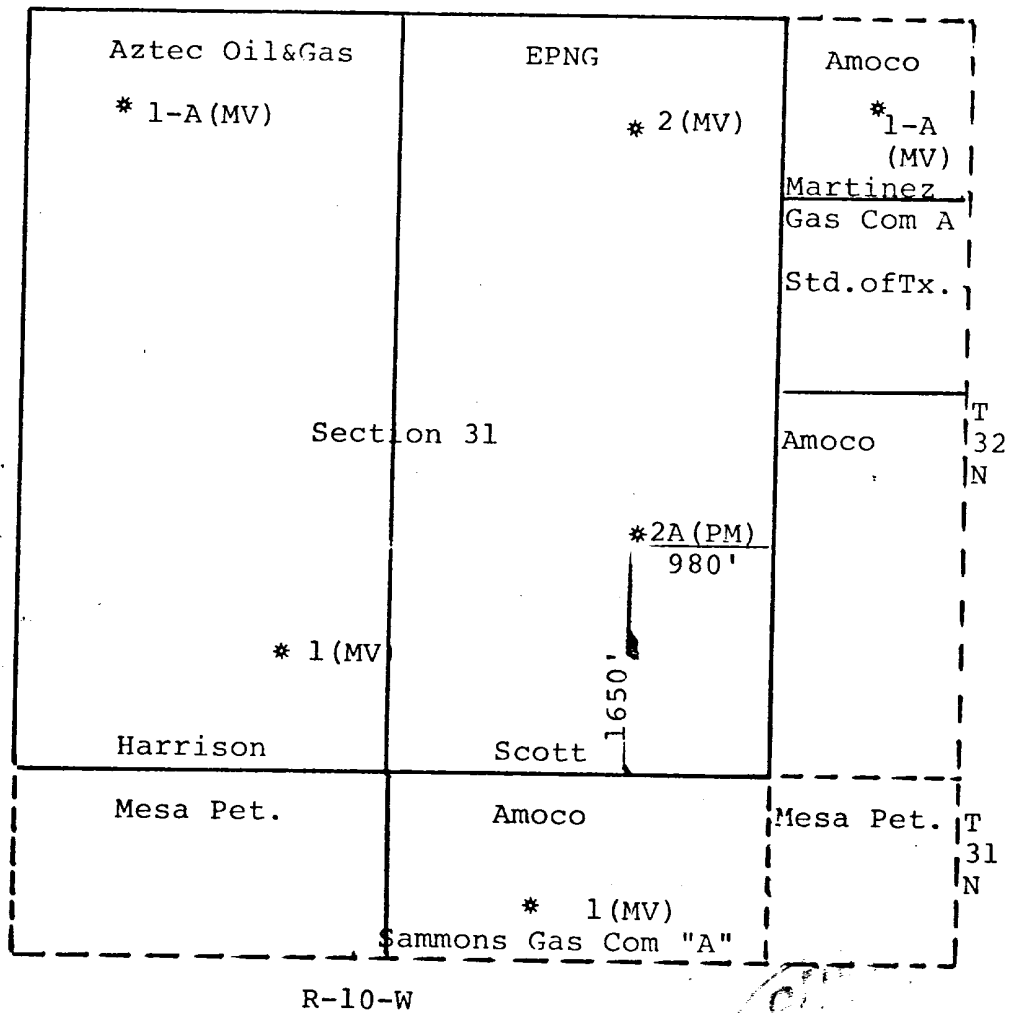 Aztec Oil&Gas
EPNG
Amoco
* 1-A(MV)
* 2(MV)
* 1-A
(MV)
Martinez
Gas Com A
Std.ofTx.
Section 31
Amoco
T
32
N
* 2A(PM)
980'
1650'
* 1(MV)
Harrison
Scott
Mesa Pet.
Amoco
Mesa Pet.
T
31
N
* 1(MV)
Sammons Gas Com "A"
R-10-W